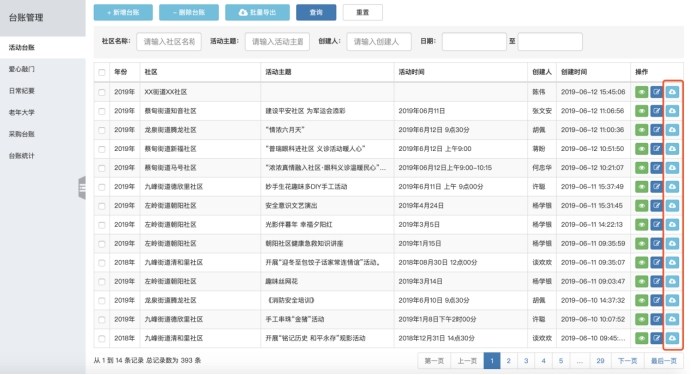 台账管理
+ 新增台账 - 删除台账 批量导出 查询 重置
社区名称: 请输入社区名称 活动主题: 请输入活动主题 创建人: 请输入创建人 日期: 至
活动台账
爱心敲门
日常纪要
老年大学
采购台账
台账统计
年份 社区 活动主题 活动时间 创建人 创建时间 操作
2019年 XX街道XX社区 陈伟 2019-06-12 15:45:06
2019年 蔡甸街道知音社区 建设平安社区 为军运会添彩 2019年06月11日 张文安 2019-06-12 11:06:56
2019年 龙泉街道腾龙社区 “情浓六月天” 2019年6月12日 9点30分 胡佩 2019-06-12 11:00:36
2019年 蔡甸街道新福社区 “普瑞眼科进社区 义诊活动暖人心” 2019年6月12日 上午9:00 蒋盼 2019-06-12 10:51:50
2019年 蔡甸街道马号社区 “浓浓真情融入社区·眼科义诊温暖民心”... 2019年06月12日上午9:00-10:15 何志华 2019-06-12 10:21:07
2019年 九峰街道德欣里社区 妙手生花趣味多DIY手工活动 2019年6月11日 上午 9点00分 许聪 2019-06-11 15:37:49
2019年 左岭街道朝阳社区 安全意识文艺演出 2019年4月24日 杨学银 2019-06-11 15:31:45
2019年 左岭街道朝阳社区 光影伴暮年 幸福夕阳红 2019年3月5日 杨学银 2019-06-11 14:22:13
2019年 左岭街道朝阳社区 朝阳社区健康急救知识讲座 2019年1月15日 杨学银 2019-06-11 09:35:59
2018年 九峰街道清和里社区 开展“迎冬至包饺子话家常连情谊”活动。 2018年08月30日 12点00分 谈欢欢 2019-06-11 09:35:07
2019年 左岭街道朝阳社区 趣味丝网花 2019年3月14日 杨学银 2019-06-11 09:03:47
2019年 龙泉街道腾龙社区 《消防安全培训》 2019年6月10日 9点30分 胡佩 2019-06-10 14:37:32
2019年 九峰街道德欣里社区 手工串珠“金猪”活动 2019年1月8日下午2时00分 许聪 2019-06-10 10:07:52
2018年 九峰街道清和里社区 开展“铭记历史 和平永存”观影活动 2018年12月31日 14点30分 谈欢欢 2019-06-10 09:45:...
从 1 到 14 条记录 总记录数为 393 条 第一页 上一页 1 2 3 4 5 ... 29 下一页 最后一页